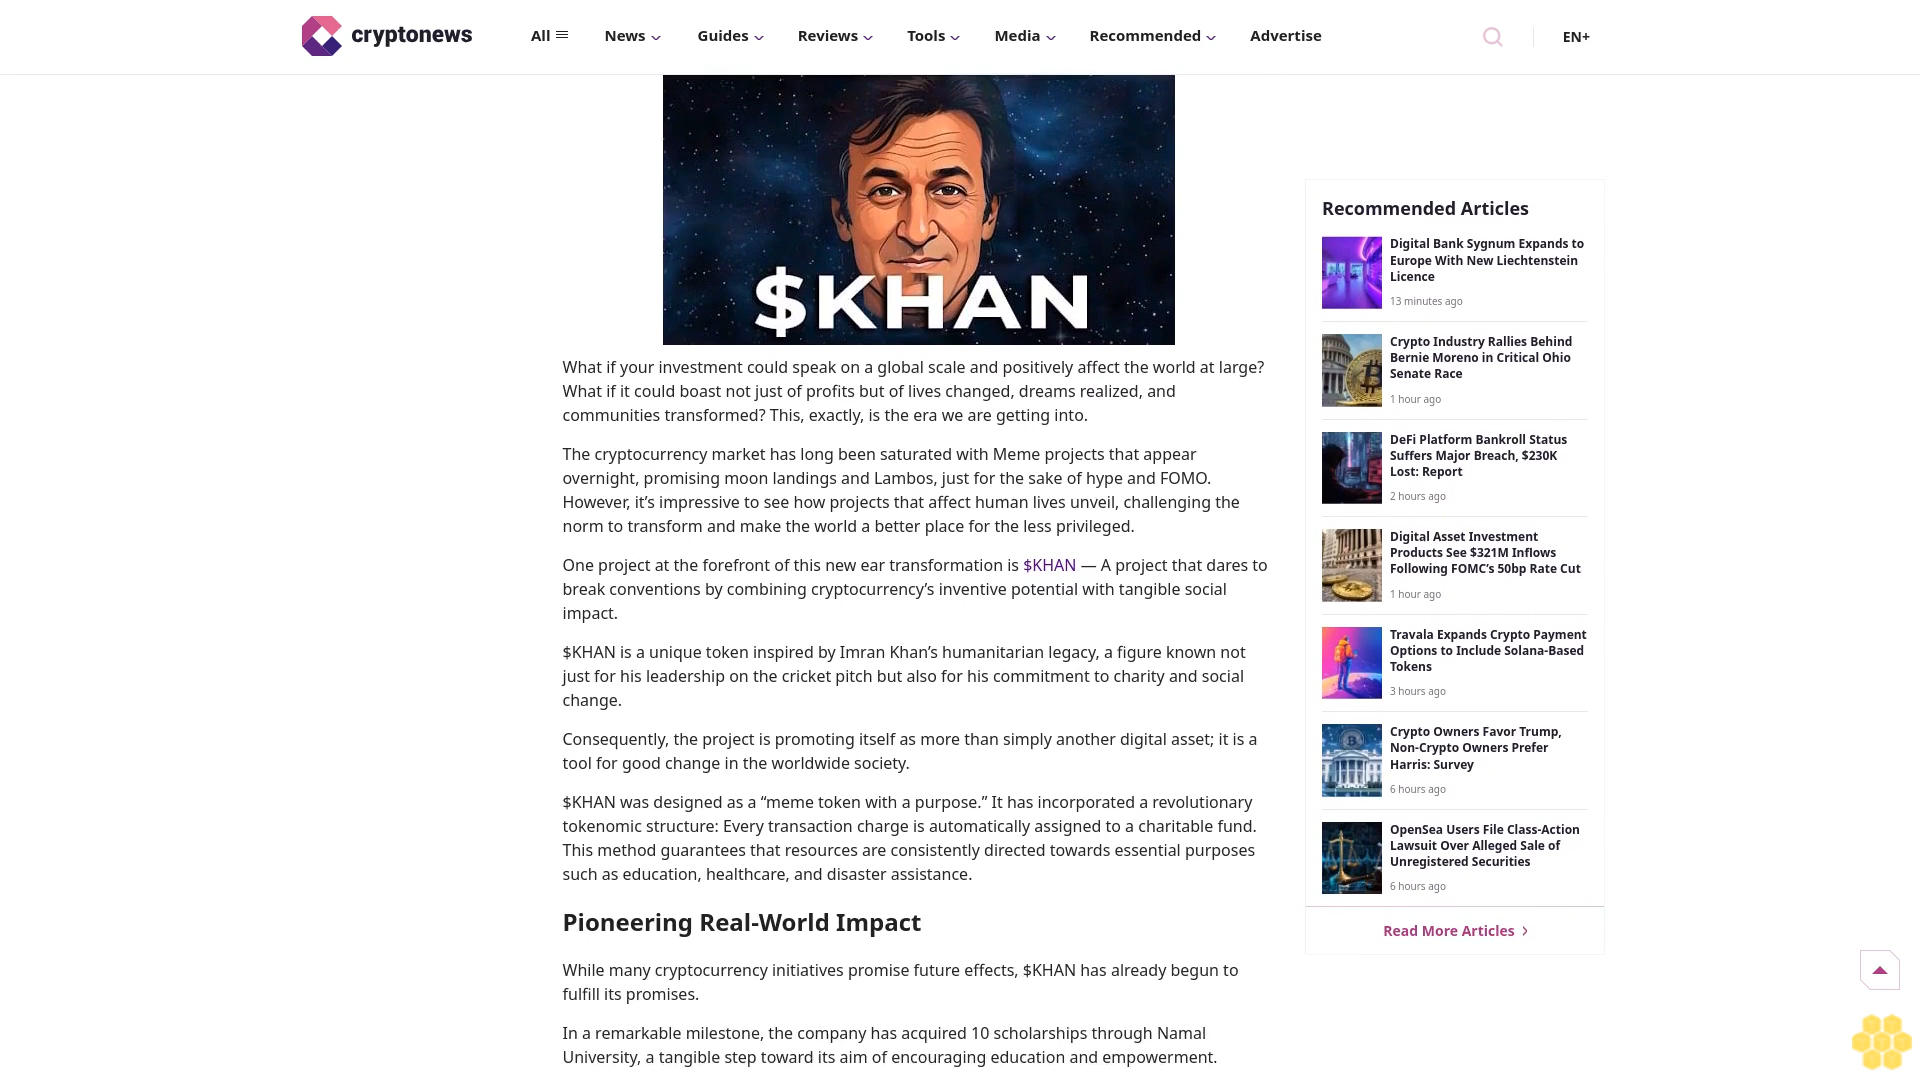 cryptonews
All
News
Guides
Reviews
Tools
Media
Recommended
Advertise
EN+
$KHAN
What if your investment could speak on a global scale and positively affect the world at large?
What if it could boast not just of profits but of lives changed, dreams realized, and
communities transformed? This, exactly, is the era we are getting into.
The cryptocurrency market has long been saturated with Meme projects that appear
overnight, promising moon landings and Lambos, just for the sake of hype and FOMO.
However, it’s impressive to see how projects that affect human lives unveil, challenging the
norm to transform and make the world a better place for the less privileged.
One project at the forefront of this new ear transformation is $KHAN — A project that dares to
break conventions by combining cryptocurrency’s inventive potential with tangible social
impact.
$KHAN is a unique token inspired by Imran Khan’s humanitarian legacy, a figure known not
just for his leadership on the cricket pitch but also for his commitment to charity and social
change.
Consequently, the project is promoting itself as more than simply another digital asset; it is a
tool for good change in the worldwide society.
$KHAN was designed as a “meme token with a purpose.” It has incorporated a revolutionary
tokenomic structure: Every transaction charge is automatically assigned to a charitable fund.
This method guarantees that resources are consistently directed towards essential purposes
such as education, healthcare, and disaster assistance.
Pioneering Real-World Impact
While many cryptocurrency initiatives promise future effects, $KHAN has already begun to
fulfill its promises.
In a remarkable milestone, the company has acquired 10 scholarships through Namal
University, a tangible step toward its aim of encouraging education and empowerment.
Recommended Articles
Digital Bank Sygnum Expands to
Europe With New Liechtenstein
Licence
13 minutes ago
Crypto Industry Rallies Behind
Bernie Moreno in Critical Ohio
Senate Race
1 hour ago
DeFi Platform Bankroll Status
Suffers Major Breach, $230K
Lost: Report
2 hours ago
Digital Asset Investment
Products See $321M Inflows
Following FOMC’s 50bp Rate Cut
1 hour ago
Travala Expands Crypto Payment
Options to Include Solana-Based
Tokens
3 hours ago
Crypto Owners Favor Trump,
Non-Crypto Owners Prefer
Harris: Survey
6 hours ago
OpenSea Users File Class-Action
Lawsuit Over Alleged Sale of
Unregistered Securities
6 hours ago
Read More Articles